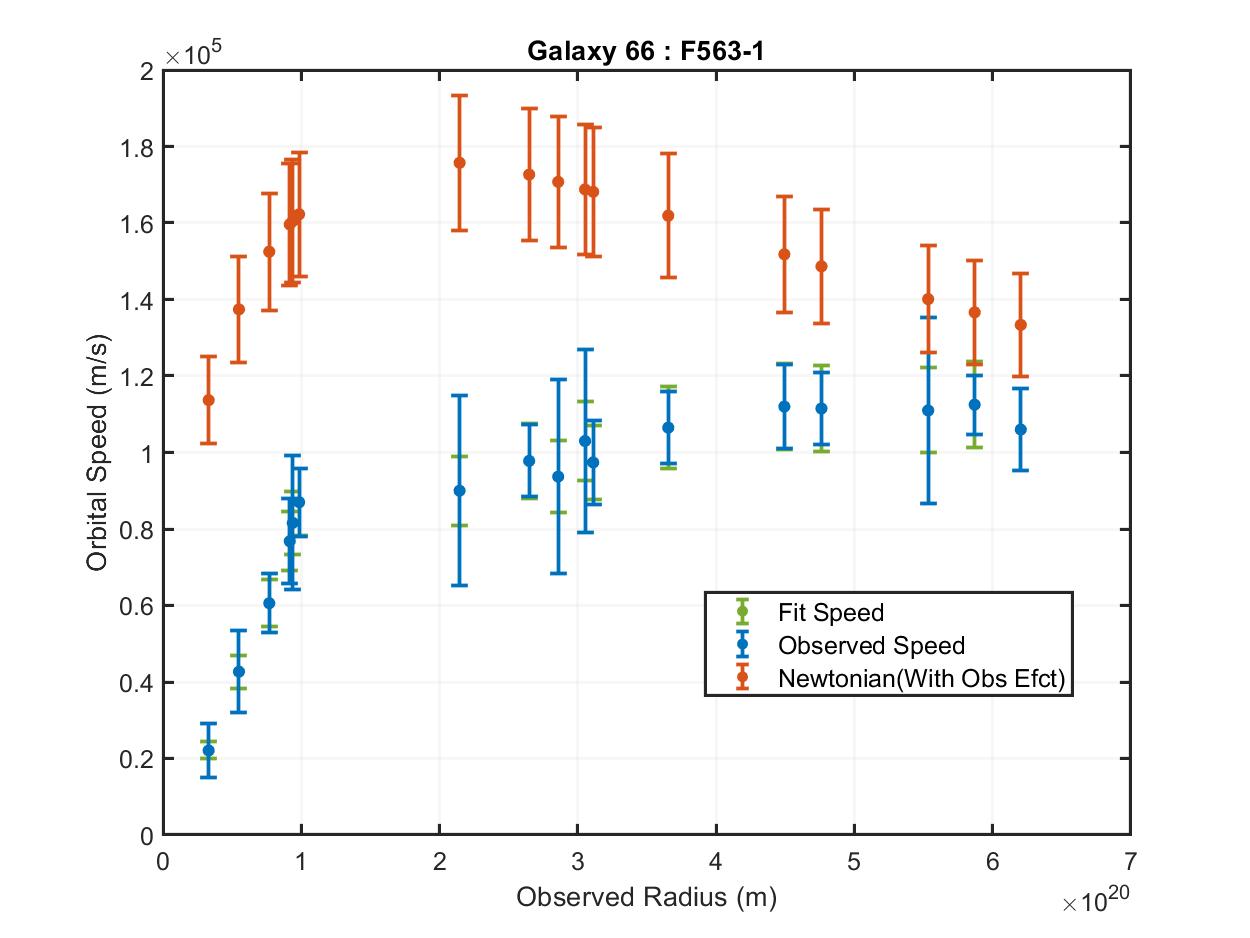 Galaxy 66 : F563-1
×10^5
2
1.8
1.6
1.4
1.2
1
0.8
0.6
0.4
0.2
0
Orbital Speed (m/s)
Fit Speed
Observed Speed
Newtonian(With Obs Efct)
0 1 2 3 4 5 6 7
Observed Radius (m)
×10^20